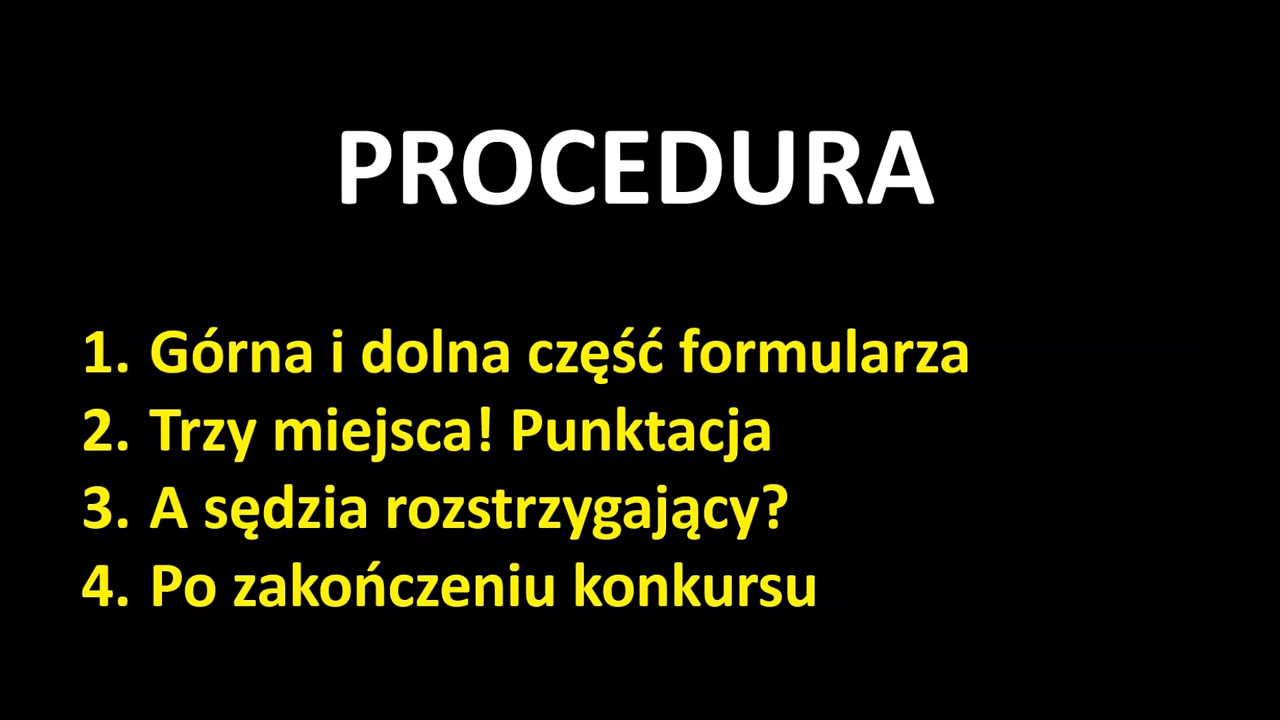 PROCEDURA
1. Górna i dolna część formularza
2. Trzy miejsca! Punktacja
3. A sędzia rozstrzygający?
4. Po zakończeniu konkursu